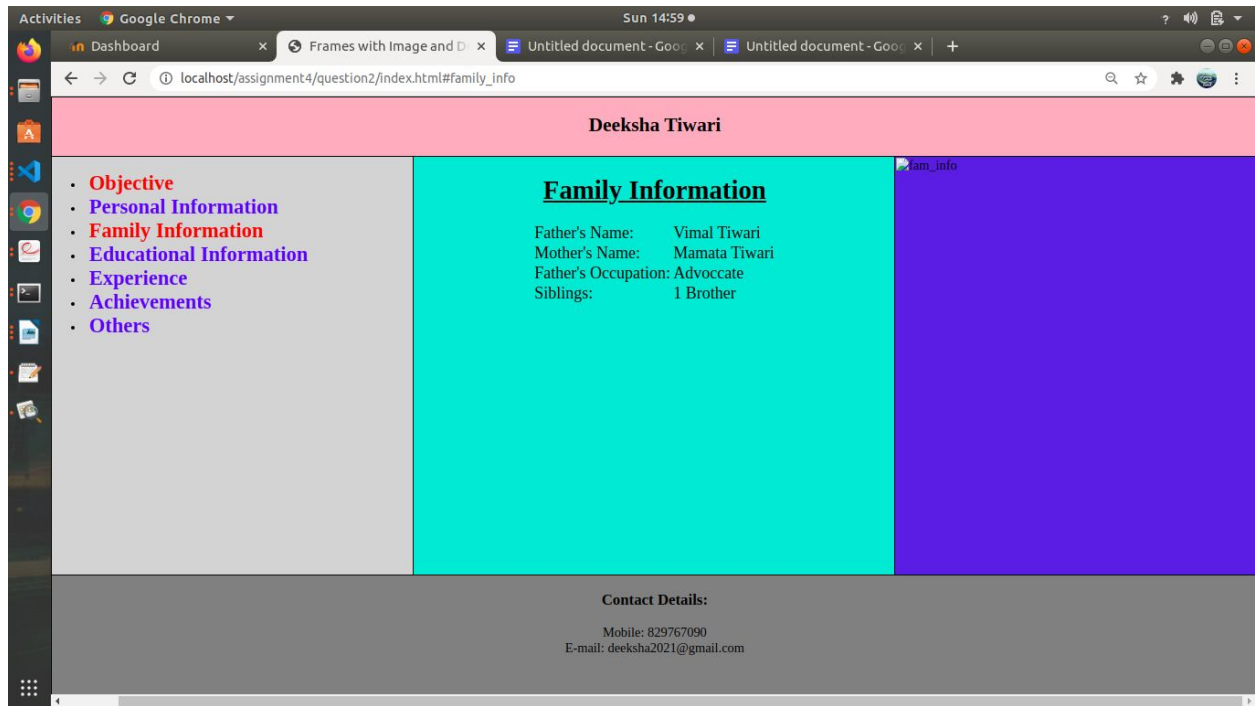 Activities Google Chrome Sun 14:59
Dashboard Frames with Image and D Untitled document - Goog Untitled document - Goog
localhost/assignment4/question2/index.html#family_info
Deeksha Tiwari
Objective
Personal Information
Family Information
Educational Information
Experience
Achievements
Others
Family Information
Father's Name: Vimal Tiwari
Mother's Name: Mamata Tiwari
Father's Occupation: Advoccate
Siblings: 1 Brother
fam_info
Contact Details:
Mobile: 829767090
E-mail: deeksha2021@gmail.com